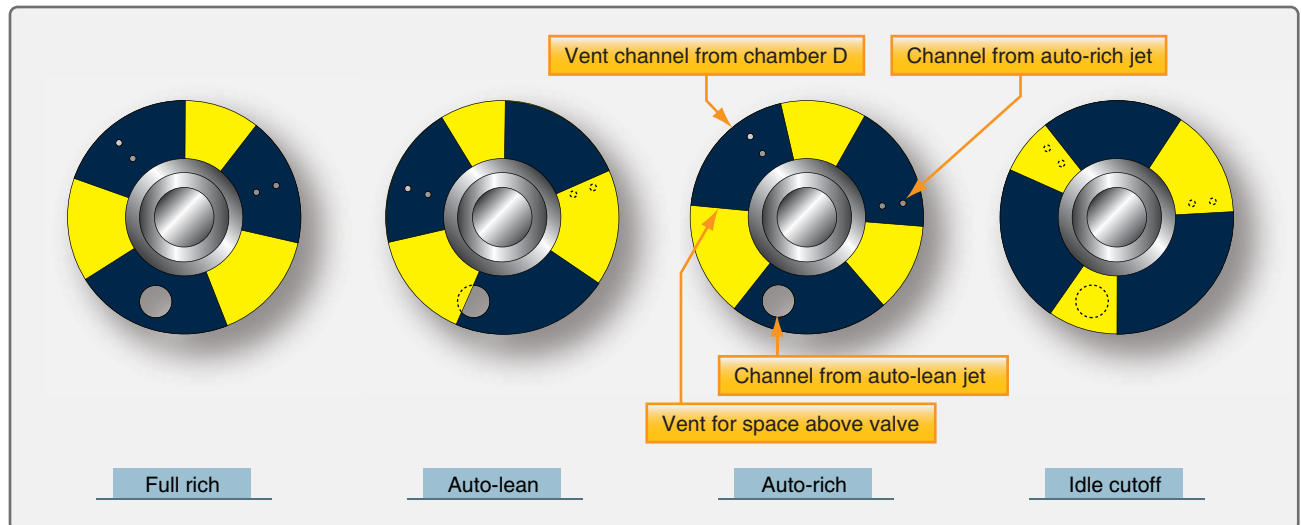 Vent channel from chamber D
Channel from auto-rich jet
Channel from auto-lean jet
Vent for space above valve
Full rich
Auto-lean
Auto-rich
Idle cutoff